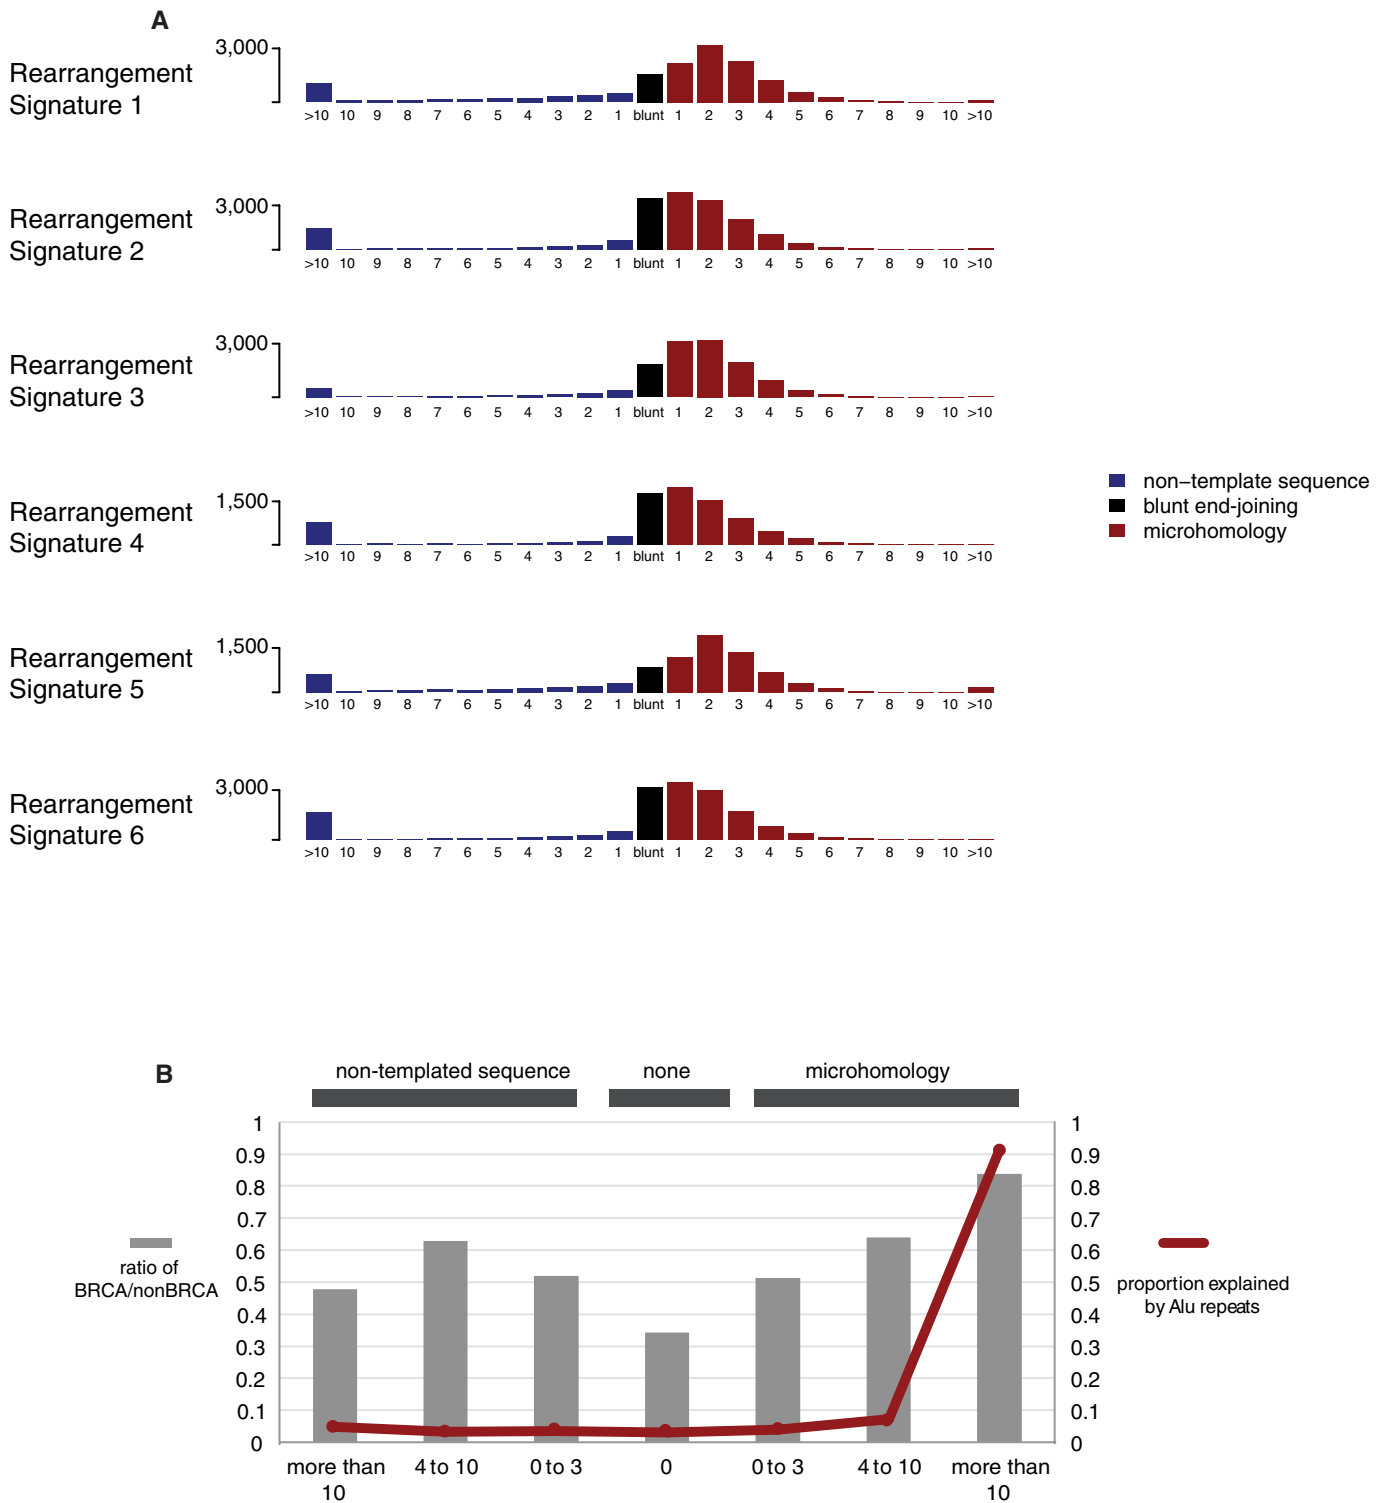 A
Rearrangement
Signature 1
3,000
>10 10 9 8 7 6 5 4 3 2 1 blunt 1 2 3 4 5 6 7 8 9 10 >10
Rearrangement
Signature 2
3,000
>10 10 9 8 7 6 5 4 3 2 1 blunt 1 2 3 4 5 6 7 8 9 10 >10
Rearrangement
Signature 3
3,000
>10 10 9 8 7 6 5 4 3 2 1 blunt 1 2 3 4 5 6 7 8 9 10 >10
Rearrangement
Signature 4
1,500
>10 10 9 8 7 6 5 4 3 2 1 blunt 1 2 3 4 5 6 7 8 9 10 >10
Rearrangement
Signature 5
1,500
>10 10 9 8 7 6 5 4 3 2 1 blunt 1 2 3 4 5 6 7 8 9 10 >10
Rearrangement
Signature 6
3,000
>10 10 9 8 7 6 5 4 3 2 1 blunt 1 2 3 4 5 6 7 8 9 10 >10
non−template sequence
blunt end-joining
microhomology
B
non-templated sequence none microhomology
1 1
0.9 0.9
0.8 0.8
0.7 0.7
0.6 0.6
0.5 0.5
0.4 0.4
0.3 0.3
0.2 0.2
0.1 0.1
0 0
ratio of
BRCA/nonBRCA
proportion explained
by Alu repeats
more than 4 to 10 0 to 3 0 0 to 3 4 to 10 more than
10 10